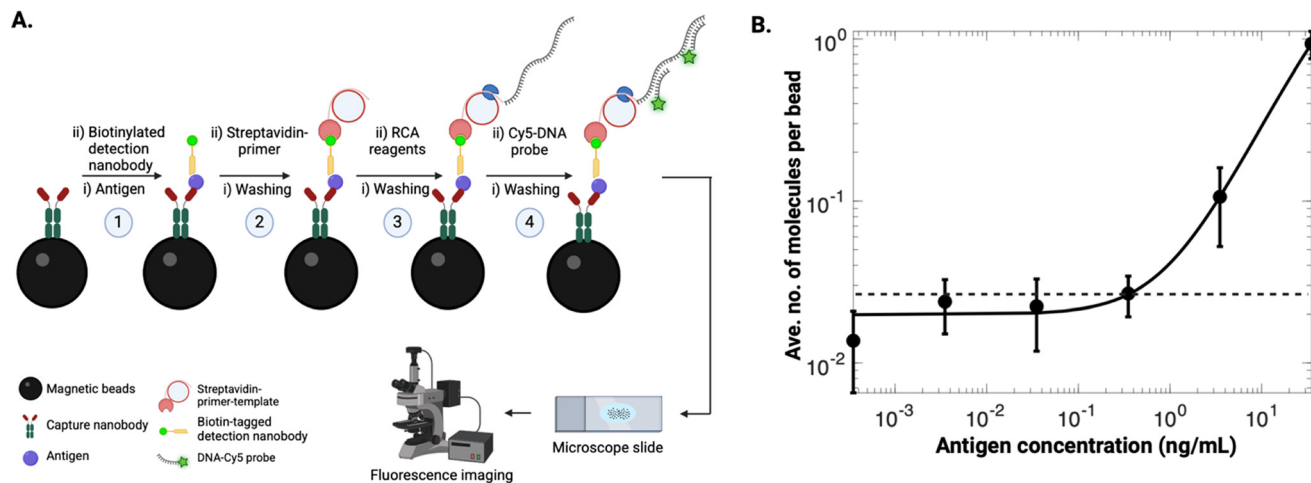 A.
ii) Biotinylated
detection
nanobody
i) Antigen
1
ii) Streptavidin-
primer
i) Washing
2
ii) RCA
reagents
i) Washing
3
ii) Cy5-DNA
probe
i) Washing
4
Magnetic beads
Capture nanobody
Antigen
Streptavidin-
primer-template
Biotin-tagged
detection nanobody
DNA-Cy5 probe
Fluorescence imaging
Microscope slide
B.
Ave. no. of molecules per bead
10⁰
10⁻¹
10⁻²
10⁻³
10⁻²
10⁻¹
10⁰
10¹
Antigen concentration (ng/mL)